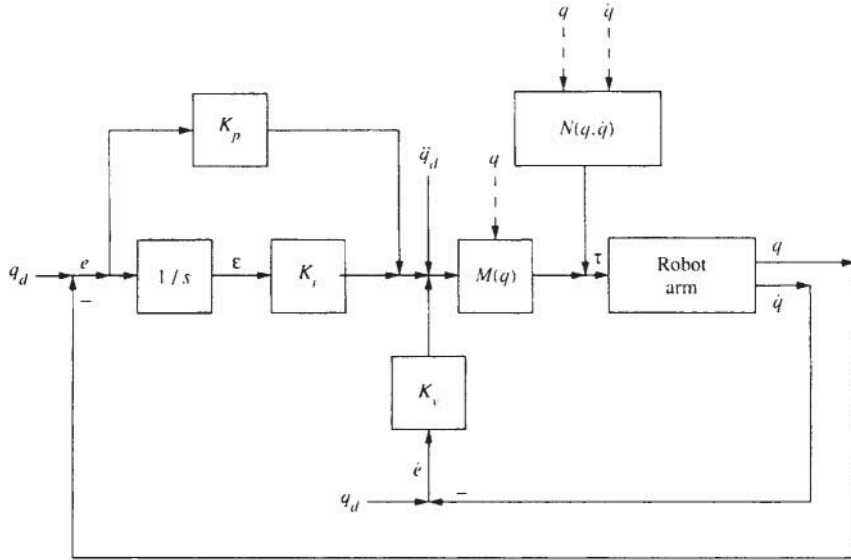 q q̇
K_p
N(q,q̇)
q̈_d
q
q_d e 1 / s ε K_i M(q) τ Robot arm q
− q̇
K_v
ė
q_d −